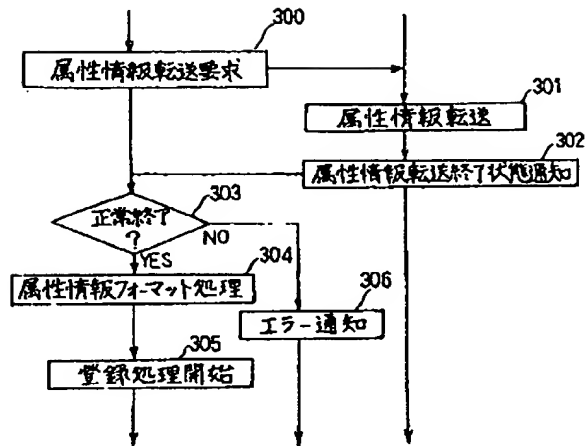 300
属性情報転送要求
301
属性情報転送
302
属性情報転送終了状態通知
303
正常終了
?
NO
YES
304
属性情報フォーマット処理
306
エラー通知
305
登録処理開始